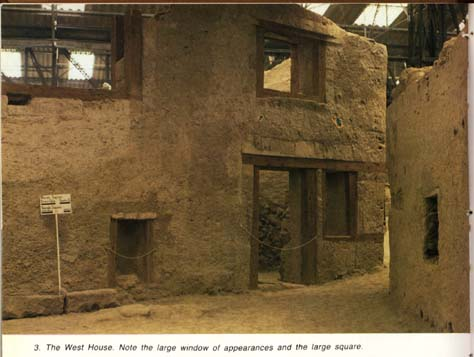 3. The West House. Note the large window of appearances and the large square.